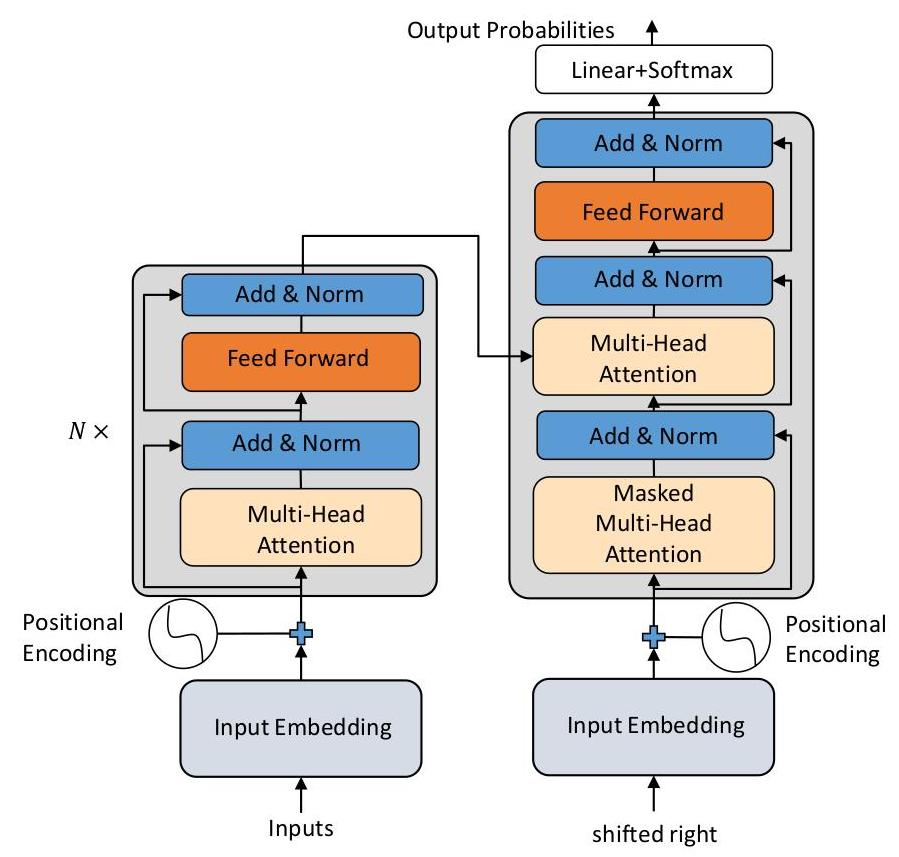 Output Probabilities
Linear+Softmax
Add & Norm
Feed Forward
Add & Norm
Multi-Head
Attention
Add & Norm
Masked
Multi-Head
Attention
Add & Norm
Feed Forward
N ×
Add & Norm
Multi-Head
Attention
Positional
Encoding
Positional
Encoding
Input Embedding
Input Embedding
Inputs
shifted right